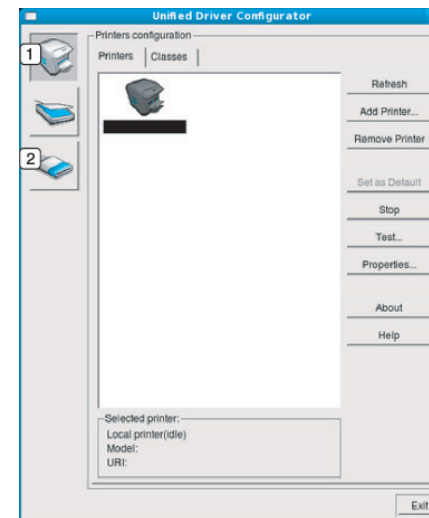 Unified Driver Configurator
1
2
Printers configuration
Printers
Classes
Refresh
Add Printer...
Remove Printer
Set as Default
Stop
Test...
Properties...
About
Help
Selected printer:
Local printer(idle)
Model:
URI:
Exit